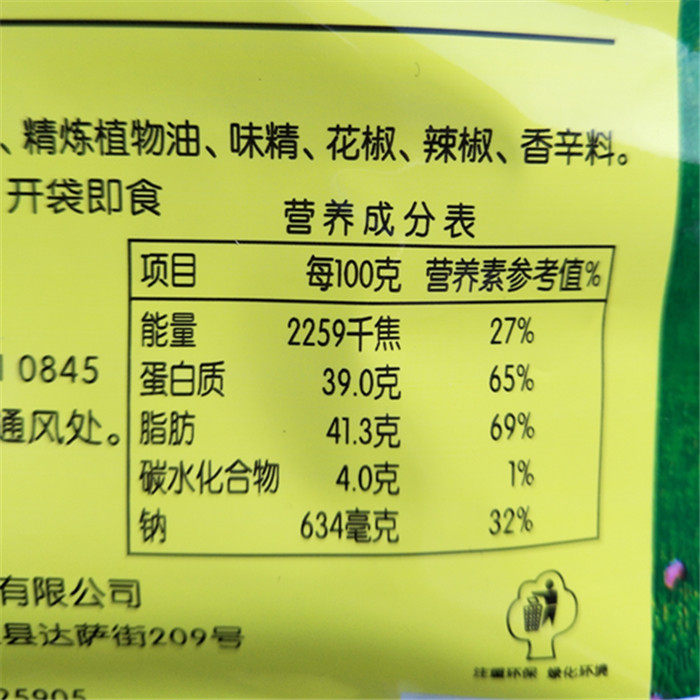 、精炼植物油、味精、花椒、辣椒、香辛料。
开袋即食
营养成分表
项目 每100克 营养素参考值%
能量 2259千焦 27%
0845 蛋白质 39.0克 65%
通风处。 脂肪 41.3克 69%
碳水化合物 4.0克 1%
钠 634毫克 32%
有限公司
县达萨街209号
25905